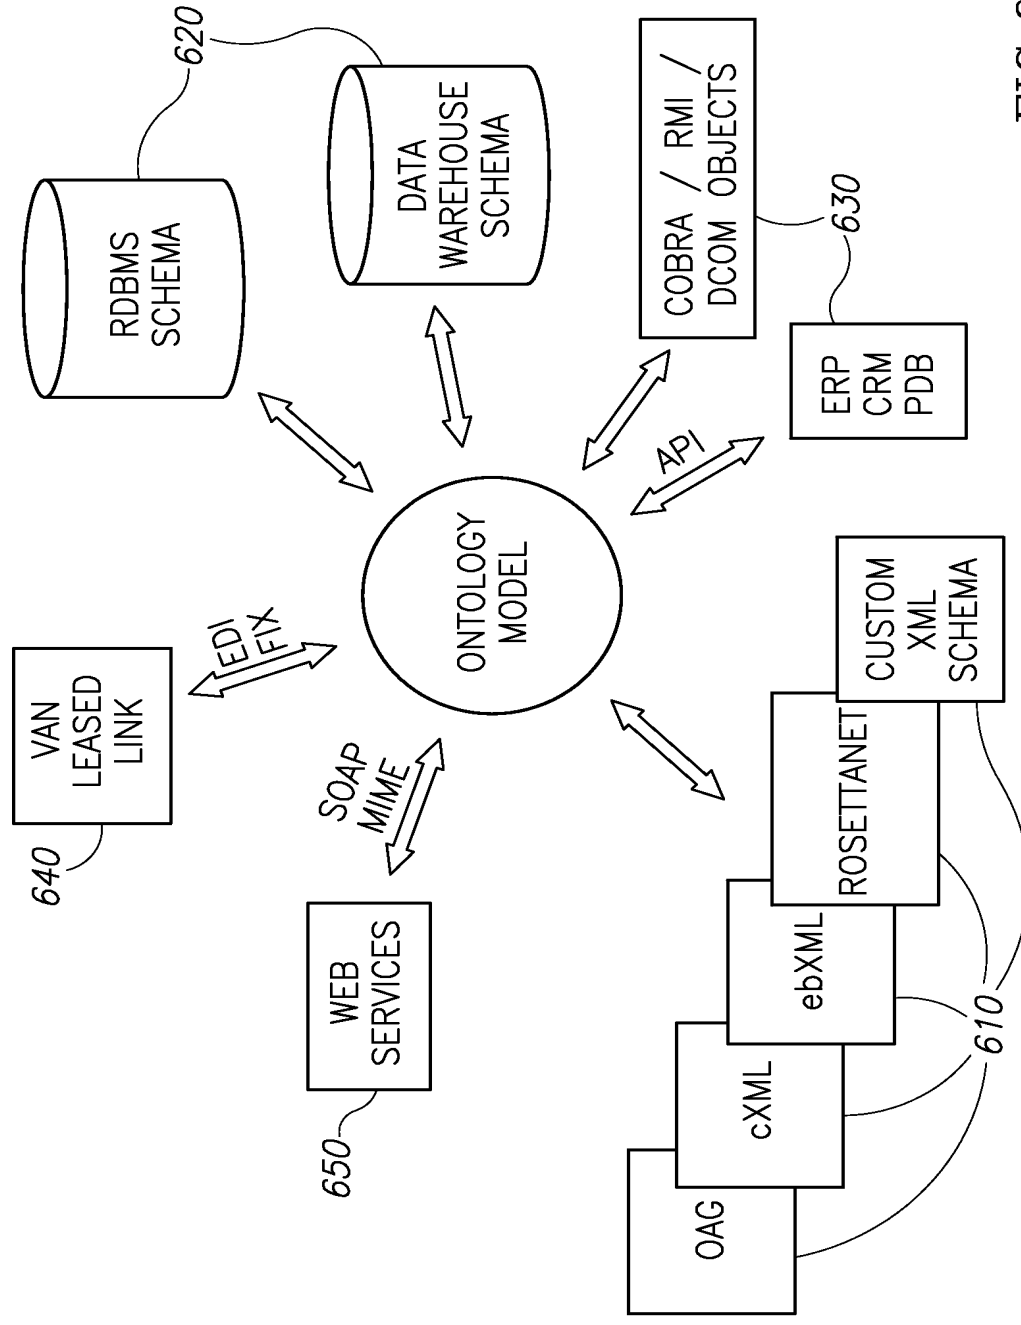 620
RDBMS
SCHEMA
DATA
WAREHOUSE
SCHEMA
COBRA / RMI /
DCOM OBJECTS
630
ERP
CRM
PDB
API
VAN
LEASED
LINK
640
EDI
FIX
ONTOLOGY
MODEL
SOAP
MIME
WEB
SERVICES
650
CUSTOM
XML
SCHEMA
ROSETTANET
ebXML
cXML
OAG
610